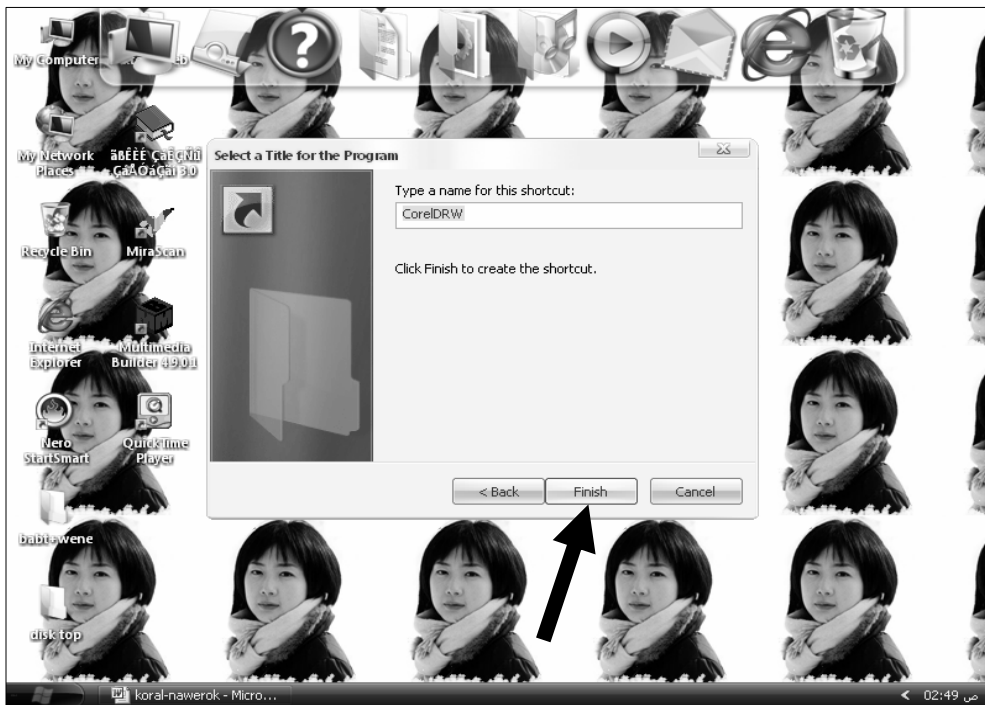 My Computer
My Network
Places
ãßÊÈÉ ÇáÈÇÑÌí
Recycle Bin
MiraScan
Internet
Explorer
Multimedia
Builder 4.9.0.1
Nero
StartSmart
QuickTime
Player
babt+wene
disk top
Select a Title for the Program
Type a name for this shortcut:
CorelDRW
Click Finish to create the shortcut.
< Back
Finish
Cancel
koral-nawerok - Micro...
02:49 ص